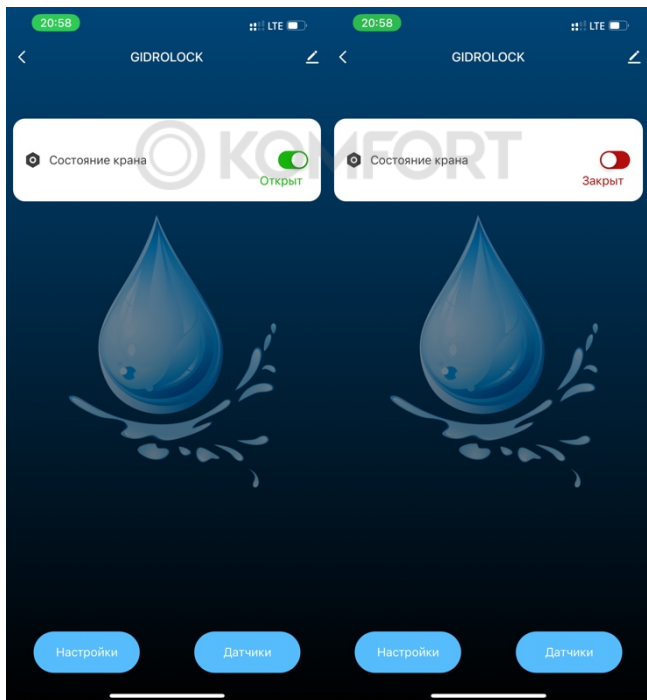 20:58
LTE
GIDROLOCK
Состояние крана
Открыт
Настройки
Датчики
20:58
LTE
GIDROLOCK
Состояние крана
Закрыт
Настройки
Датчики
KOMFORT